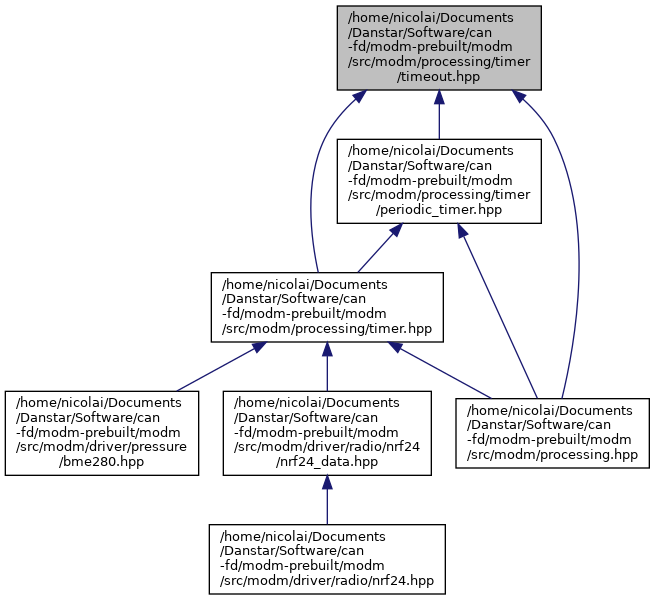 /home/nicolai/Documents
/Danstar/Software/can
-fd/modm-prebuilt/modm
/src/modm/processing/timer
/timeout.hpp
/home/nicolai/Documents
/Danstar/Software/can
-fd/modm-prebuilt/modm
/src/modm/processing/timer
/periodic_timer.hpp
/home/nicolai/Documents
/Danstar/Software/can
-fd/modm-prebuilt/modm
/src/modm/processing/timer.hpp
/home/nicolai/Documents
/Danstar/Software/can
-fd/modm-prebuilt/modm
/src/modm/driver/pressure
/bme280.hpp
/home/nicolai/Documents
/Danstar/Software/can
-fd/modm-prebuilt/modm
/src/modm/driver/radio/nrf24
/nrf24_data.hpp
/home/nicolai/Documents
/Danstar/Software/can
-fd/modm-prebuilt/modm
/src/modm/processing.hpp
/home/nicolai/Documents
/Danstar/Software/can
-fd/modm-prebuilt/modm
/src/modm/driver/radio/nrf24.hpp